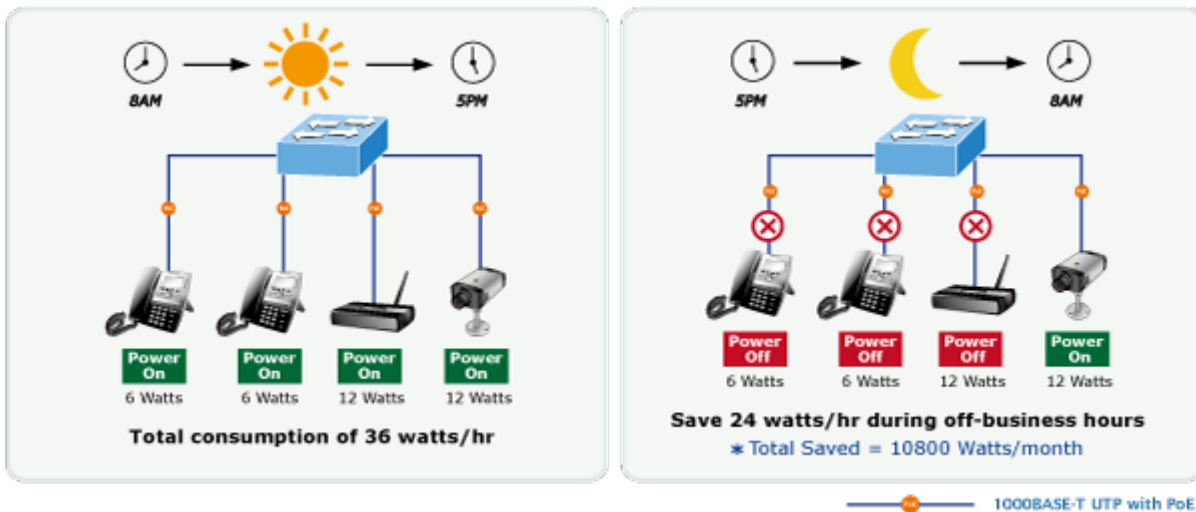 8AM
5PM
Power
On
6 Watts
Power
On
6 Watts
Power
On
12 Watts
Power
On
12 Watts
Total consumption of 36 watts/hr
5PM
8AM
Power
Off
6 Watts
Power
Off
6 Watts
Power
Off
12 Watts
Power
On
12 Watts
Save 24 watts/hr during off-business hours
* Total Saved = 10800 Watts/month
1000BASE-T UTP with PoE